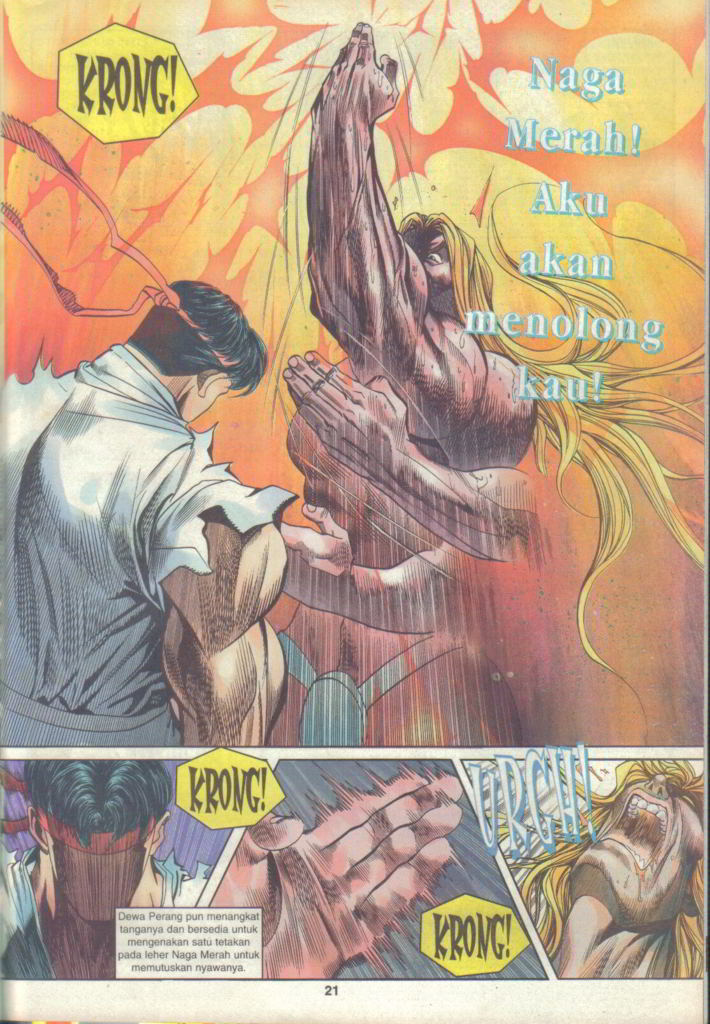 KRONG!
Naga
Merah!
Aku
akan
menolong
kau!
KRONG!
URGH!
Dewa Perang pun menangkat
tanganya dan bersedia untuk
mengenakan satu tetakan
pada leher Naga Merah untuk
memutuskan nyawanya.
KRONG!
21